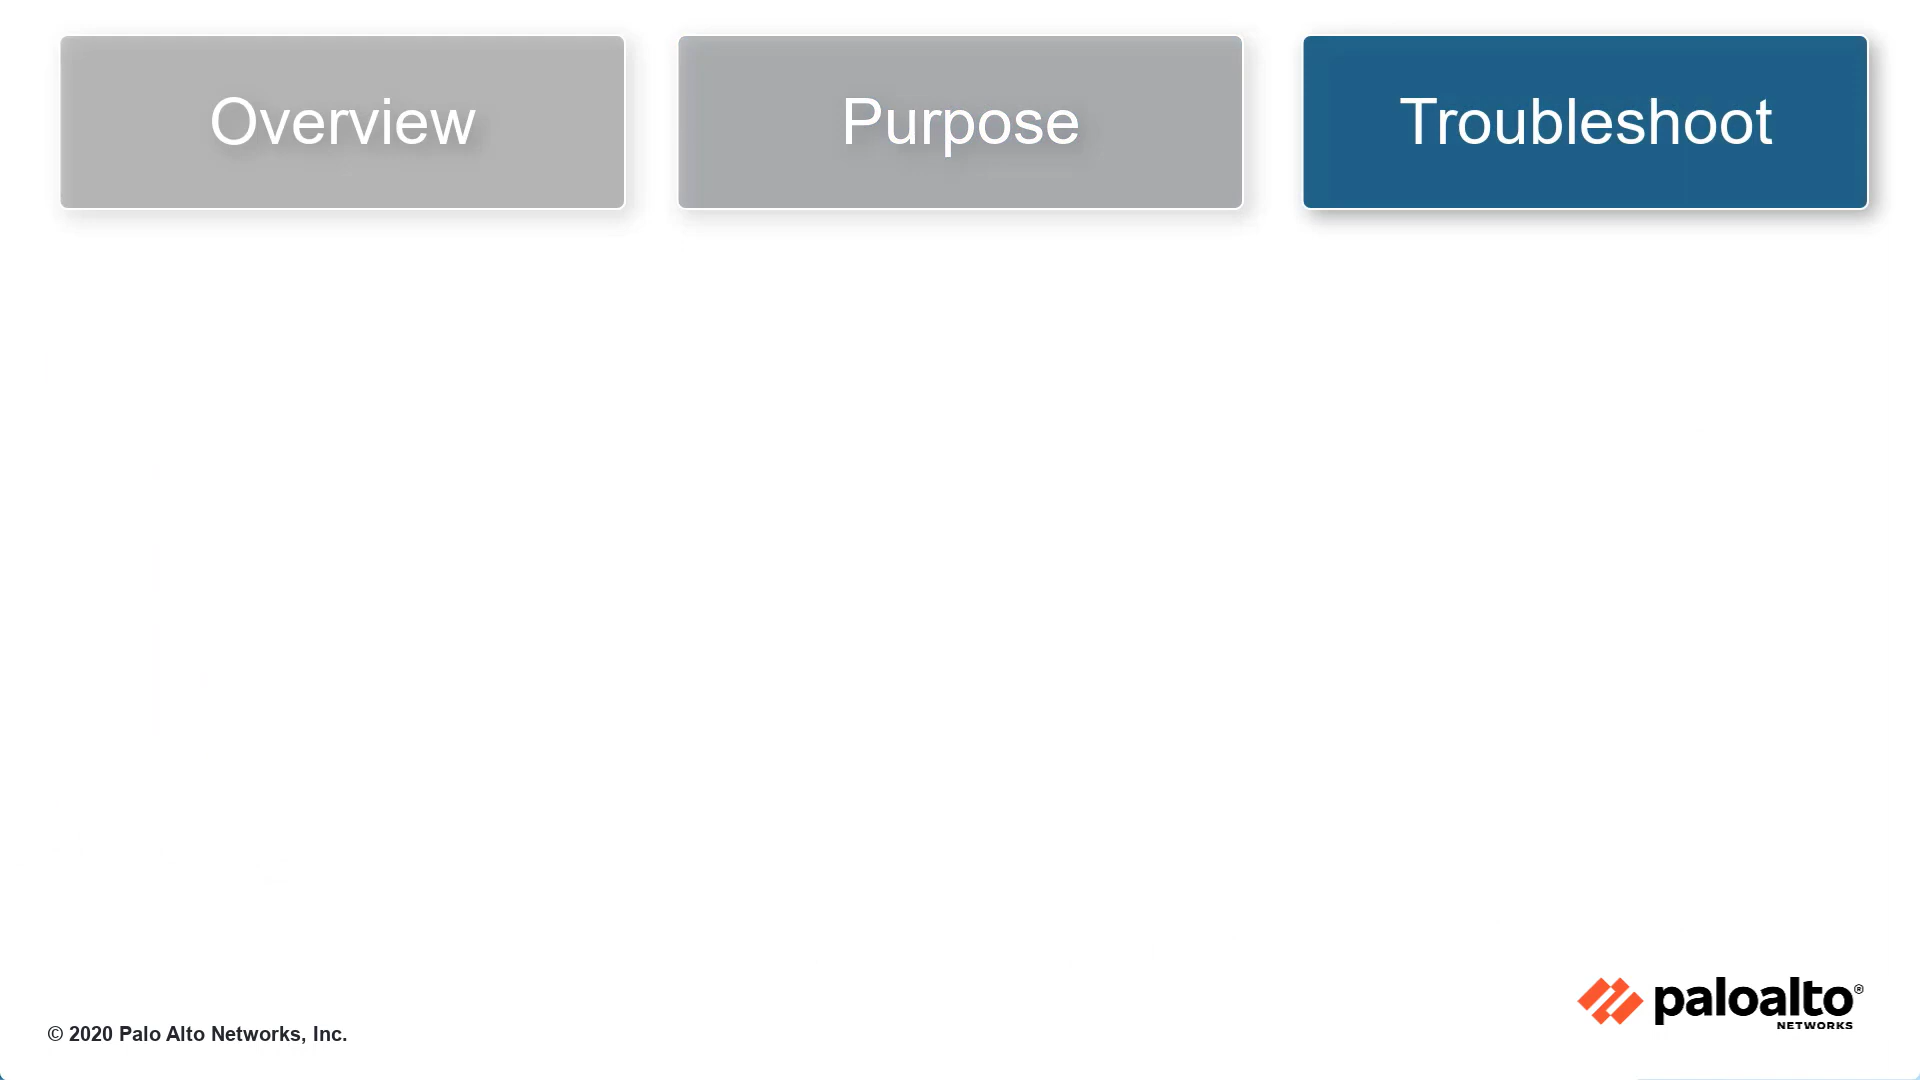 Overview
Purpose
Troubleshoot
paloalto®
NETWORKS
© 2020 Palo Alto Networks, Inc.